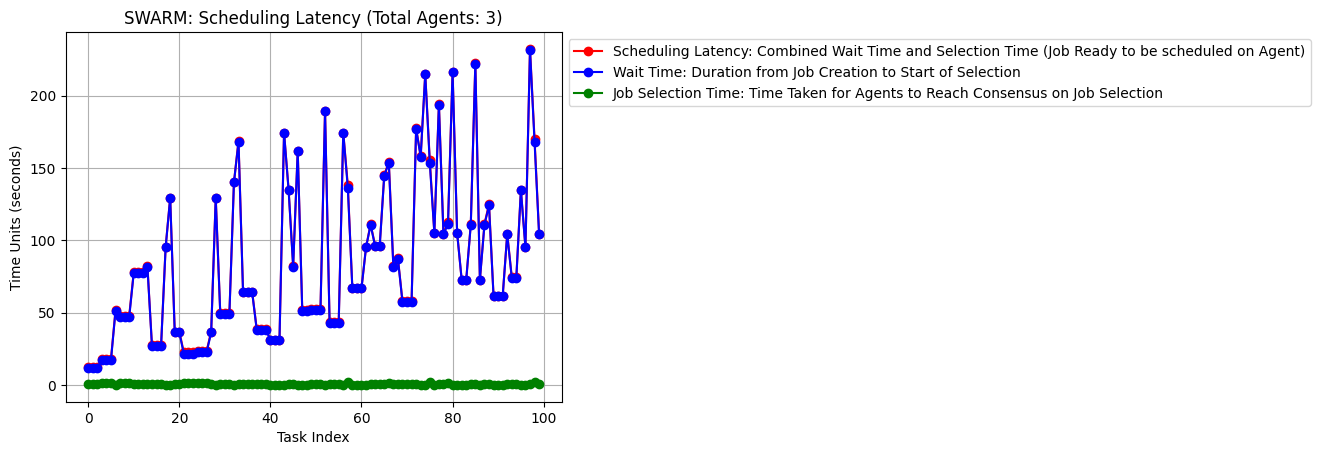 SWARM: Scheduling Latency (Total Agents: 3)
Scheduling Latency: Combined Wait Time and Selection Time (Job Ready to be scheduled on Agent)
Wait Time: Duration from Job Creation to Start of Selection
Job Selection Time: Time Taken for Agents to Reach Consensus on Job Selection
Time Units (seconds)
200
150
100
50
0
0 20 40 60 80 100
Task Index